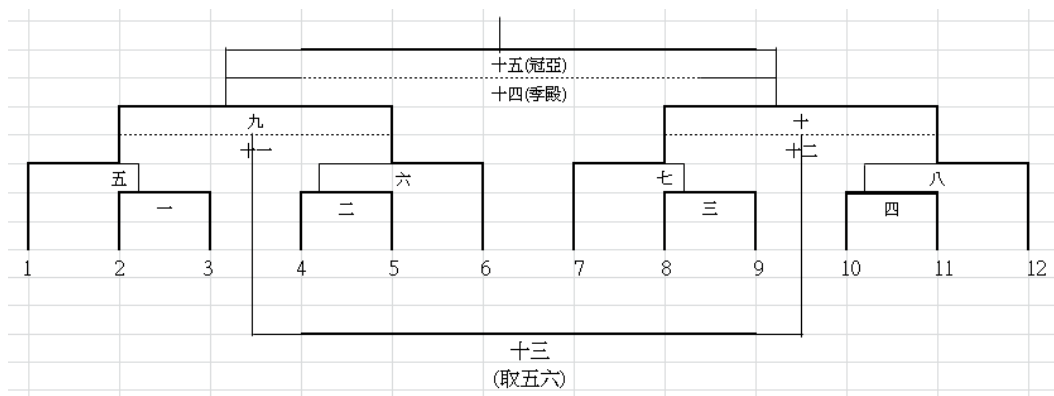 十五(冠亞)
十四(季殿)
九 十
十一 十二
五 六 七 八
一 二 三 四
1 2 3 4 5 6 7 8 9 10 11 12
十三
(取五六)